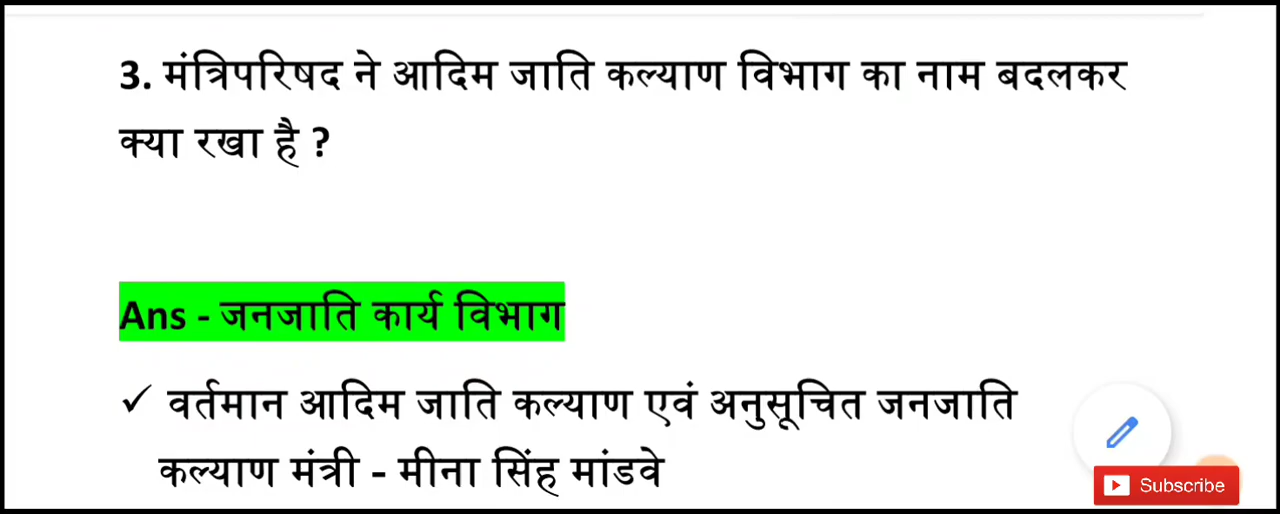 3. मंत्रिपरिषद ने आदिम जाति कल्याण विभाग का नाम बदलकर
क्या रखा है ?
Ans - जनजाति कार्य विभाग
✓ वर्तमान आदिम जाति कल्याण एवं अनुसूचित जनजाति
कल्याण मंत्री - मीना सिंह मांडवे
Subscribe